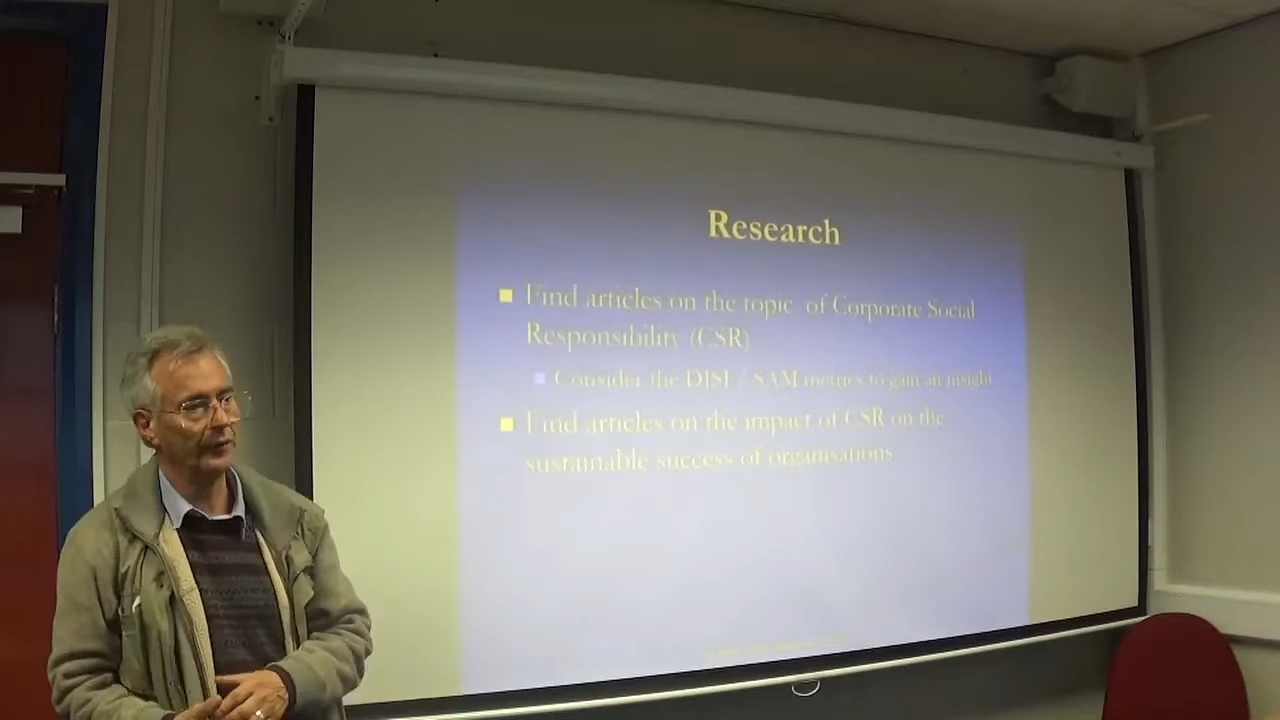 Research
Find articles on the topic of Corporate Social
Responsibility (CSR)
Consider the DJSI / SAM metrics to gain an insight
Find articles on the impact of CSR on the
sustainable success of organisations